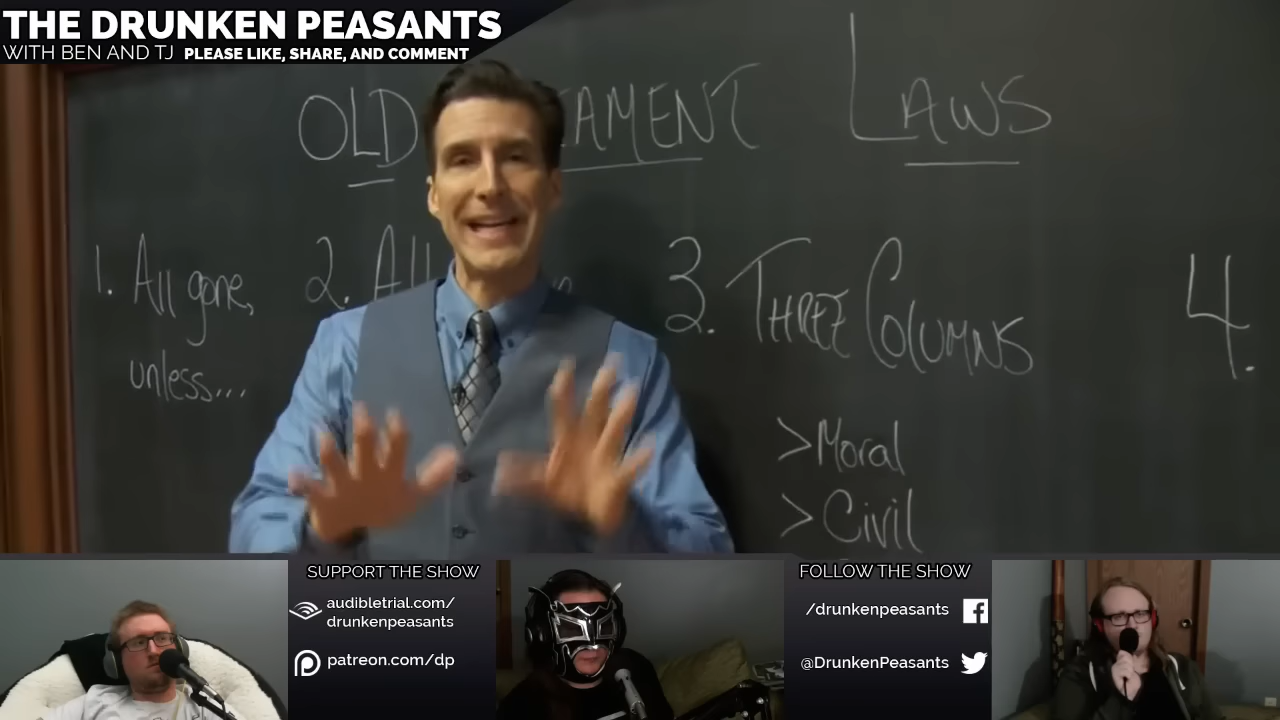 THE DRUNKEN PEASANTS
WITH BEN AND TJ PLEASE LIKE, SHARE, AND COMMENT
OLD LAWS
1. All gone,
unless...
2. All
3. THREE COLUMNS
>Moral
>Civil
4.
SUPPORT THE SHOW
audibletrial.com/
drunkenpeasants
patreon.com/dp
FOLLOW THE SHOW
/drunkenpeasants
@DrunkenPeasants